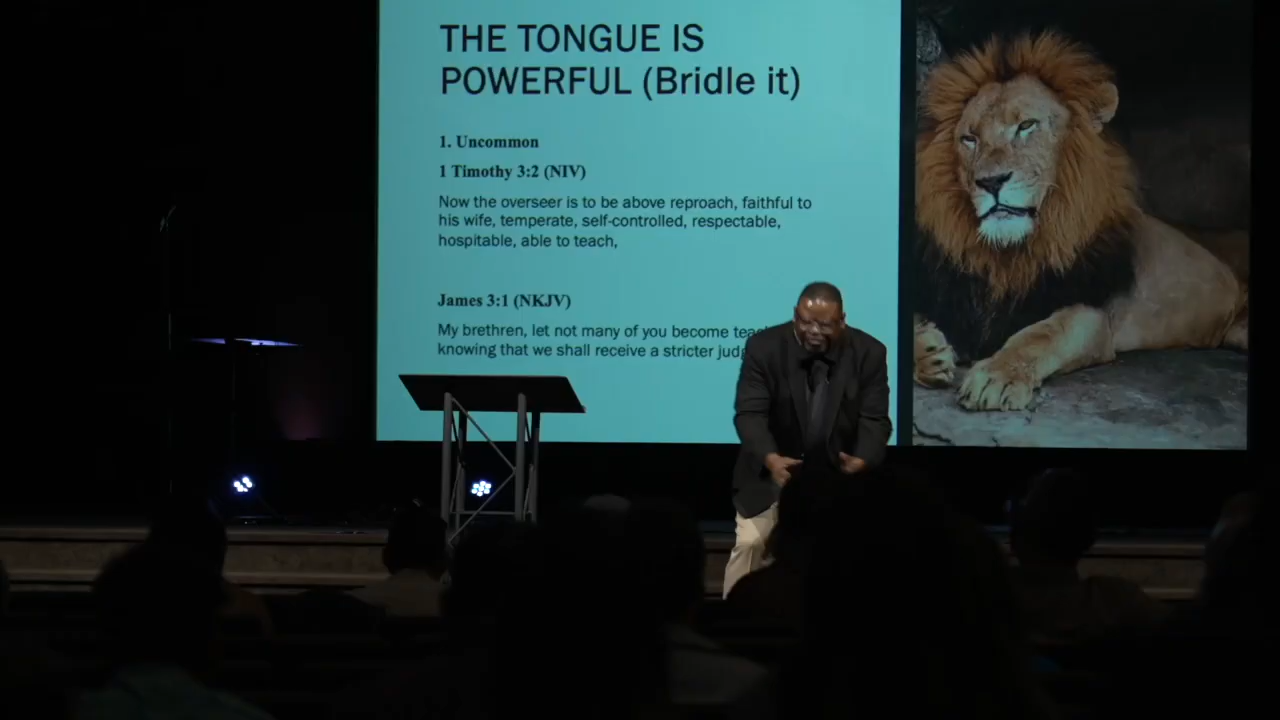 THE TONGUE IS
POWERFUL (Bridle it)
1. Uncommon
1 Timothy 3:2 (NIV)
Now the overseer is to be above reproach, faithful to
his wife, temperate, self-controlled, respectable,
hospitable, able to teach,
James 3:1 (NKJV)
My brethren, let not many of you become
knowing that we shall receive a stricter